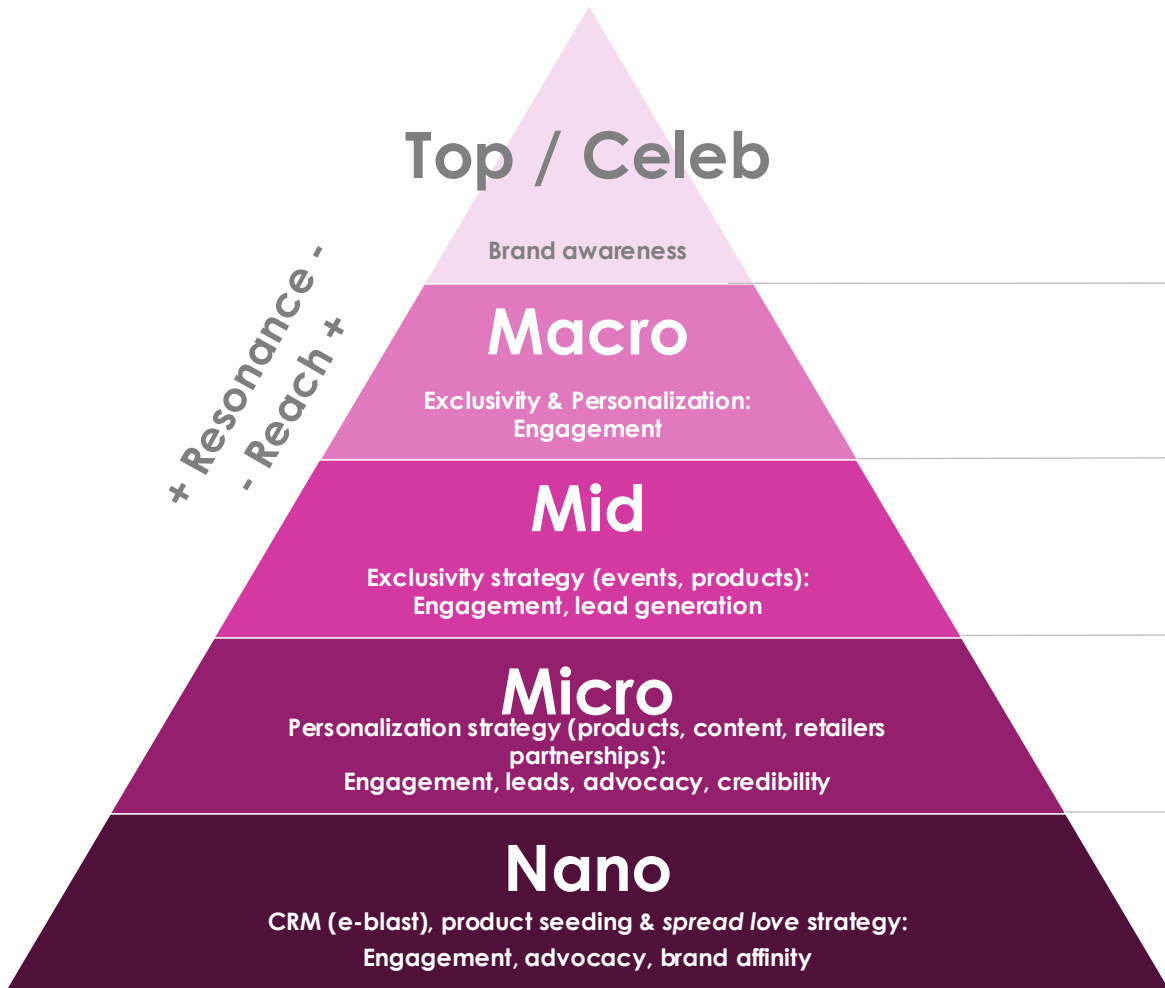 Top / Celeb
Brand awareness
+ Resonance -
- Reach +
Macro
Exclusivity & Personalization:
Engagement
Mid
Exclusivity strategy (events, products):
Engagement, lead generation
Micro
Personalization strategy (products, content, retailers
partnerships):
Engagement, leads, advocacy, credibility
Nano
CRM (e-blast), product seeding & spread love strategy:
Engagement, advocacy, brand affinity